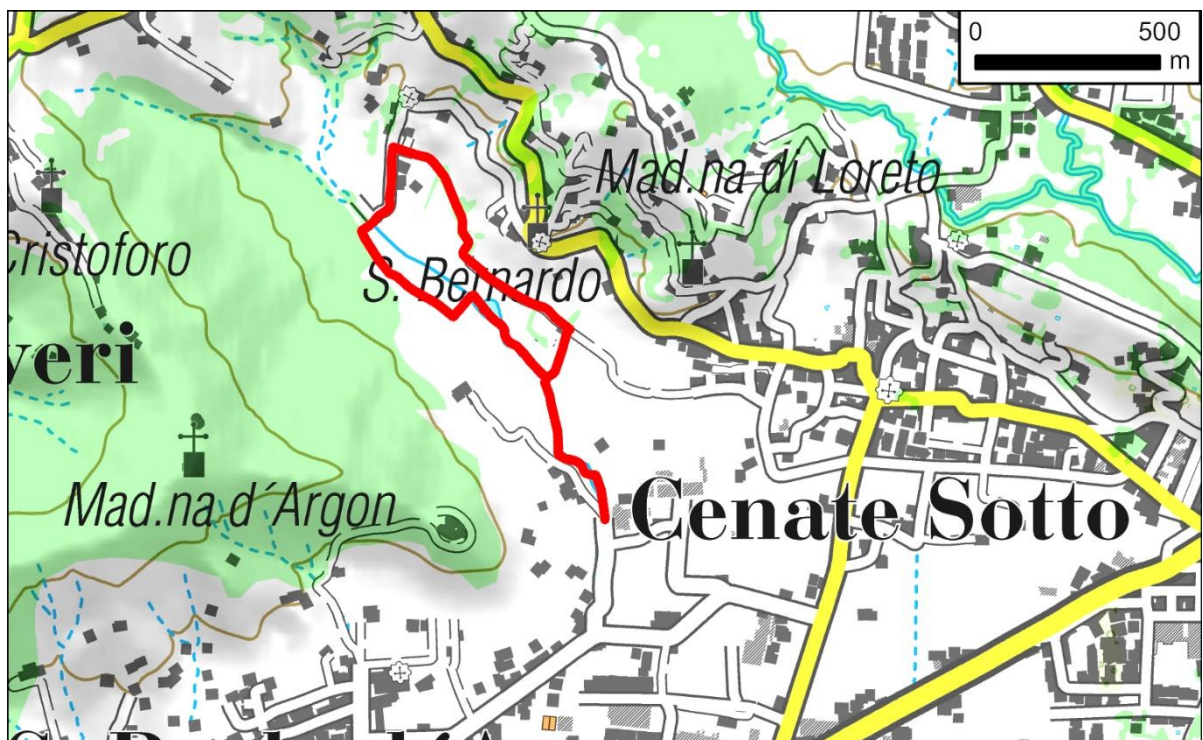 0 500
m
Mad.na di Loreto
Cristoforo
S. Bernardo
veri
Mad.na d´Argon
Cenate Sotto